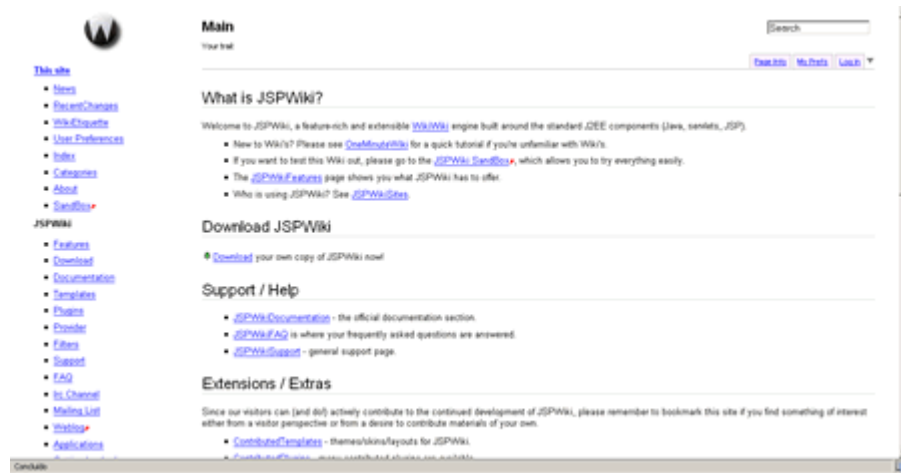 W
Main
Search
Your trail:
Page Info My Prefs Log in
This site
News
RecentChanges
WikiEtiquette
User Preferences
Index
Categories
About
SandBox
JSPWiki
Features
Download
Documentation
Templates
Plugins
Provider
Filters
Support
FAQ
Irc Channel
Mailing List
Weblog
Applications
What is JSPWiki?
Welcome to JSPWiki, a feature-rich and extensible WikiWiki engine built around the standard J2EE components (Java, servlets, JSP).
New to Wiki's? Please see OneMinuteWiki for a quick tutorial if you're unfamiliar with Wiki's.
If you want to test this Wiki out, please go to the JSPWiki SandBox, which allows you to try everything easily.
The JSPWikiFeatures page shows you what JSPWiki has to offer.
Who is using JSPWiki? See JSPWikiSites.
Download JSPWiki
Download your own copy of JSPWiki now!
Support / Help
JSPWikiDocumentation - the official documentation section.
JSPWikiFAQ is where your frequently asked questions are answered.
JSPWikiSupport - general support page.
Extensions / Extras
Since our visitors can (and do!) actively contribute to the continued development of JSPWiki, please remember to bookmark this site if you find something of interest
either from a visitor perspective or from a desire to contribute materials of your own.
ContributedTemplates - themes/skins/layouts for JSPWiki.
ContributedPlugins - many contributed plugins are available.
Concluído